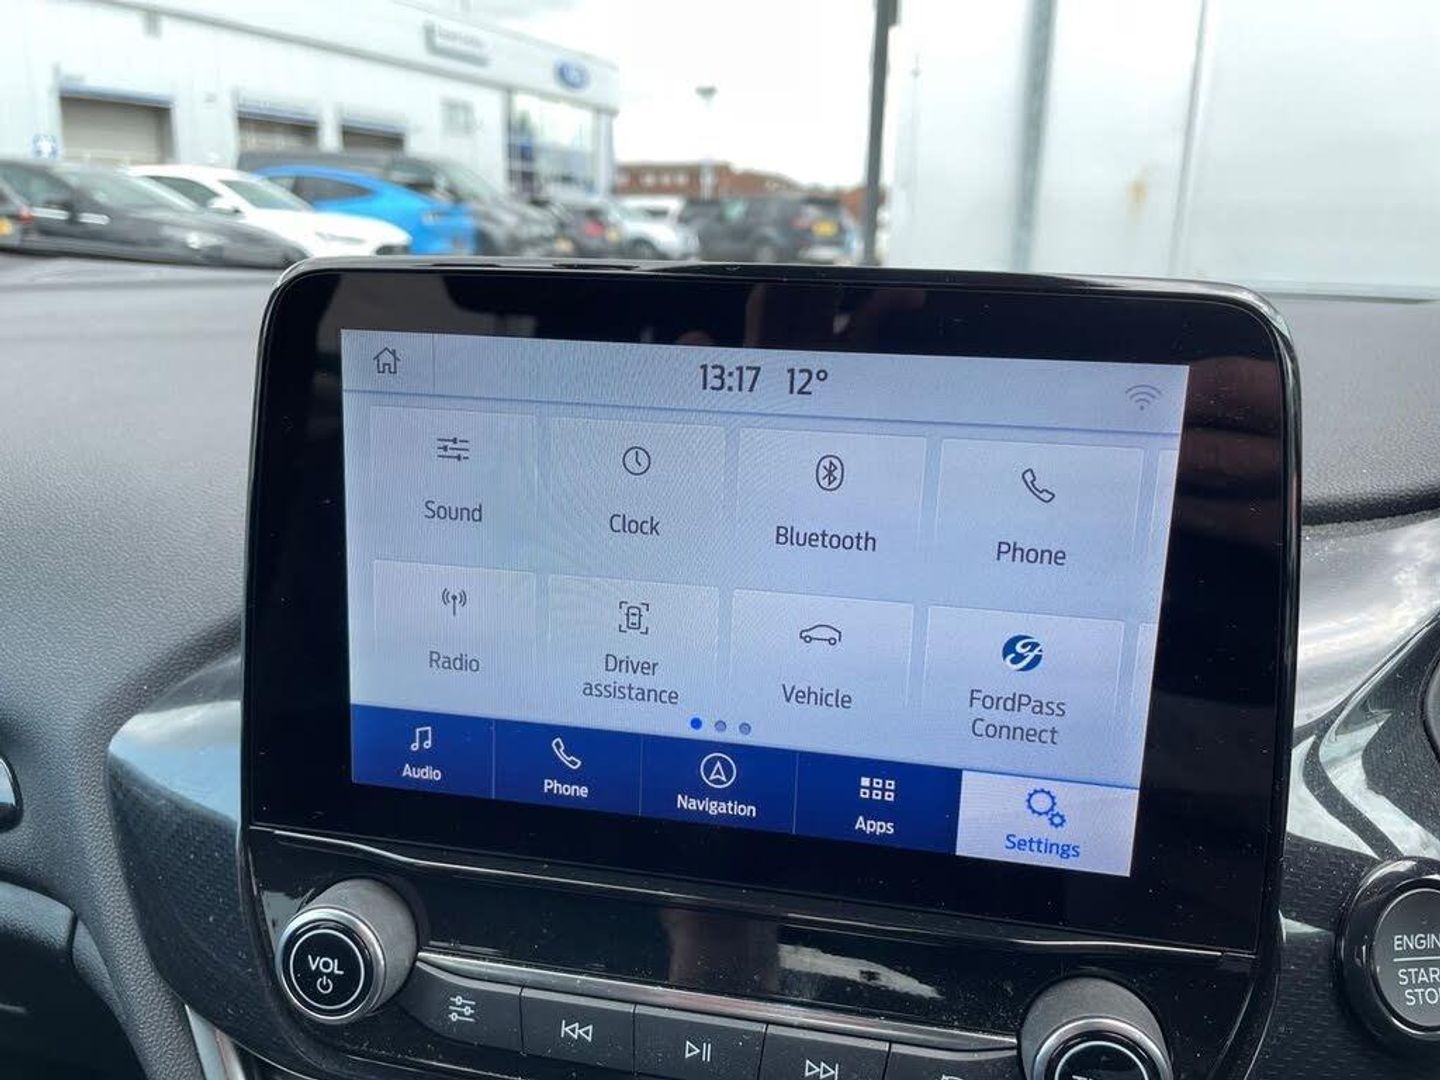 13:17 12°
Sound
Clock
Bluetooth
Phone
Radio
Driver
assistance
Vehicle
FordPass
Connect
Audio
Phone
Navigation
Apps
Settings
VOL
ENGIN
STAR
STO